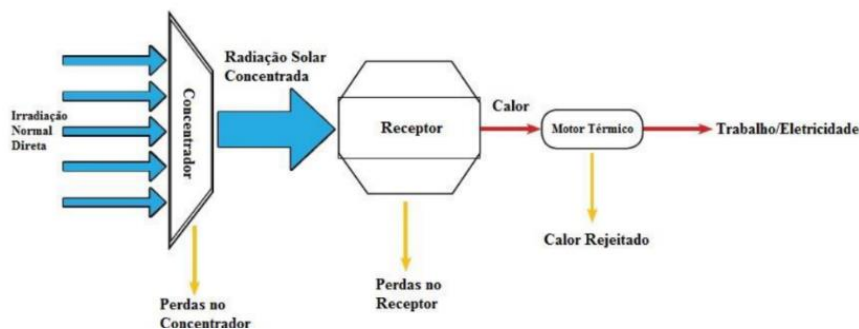 Irradiação
Normal
Direta
Concentrador
Radiação Solar
Concentrada
Receptor
Calor
Motor Térmico
Trabalho/Eletricidade
Perdas no
Concentrador
Perdas no
Receptor
Calor Rejeitado